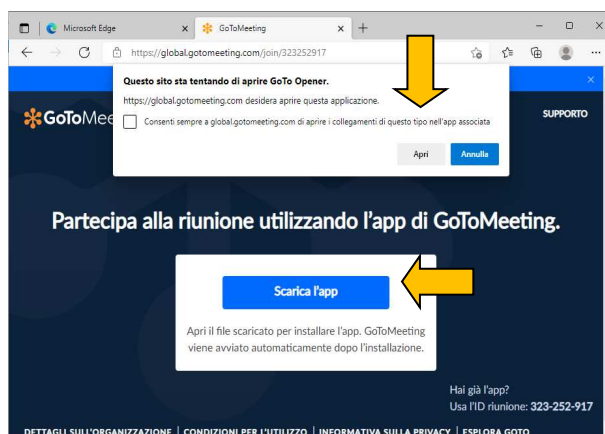 Microsoft Edge
GoToMeeting
https://global.gotomeeting.com/join/323252917
Questo sito sta tentando di aprire GoTo Opener.
https://global.gotomeeting.com desidera aprire questa applicazione.
Consenti sempre a global.gotomeeting.com di aprire i collegamenti di questo tipo nell'app associata
Apri Annulla
GoToMee
SUPPORTO
Partecipa alla riunione utilizzando l'app di GoToMeeting.
Scarica l'app
Apri il file scaricato per installare l'app. GoToMeeting
viene avviato automaticamente dopo l'installazione.
Hai già l'app?
Usa l'ID riunione: 323-252-917
DETTAGLI SULL'ORGANIZZAZIONE | CONDIZIONI PER L'UTILIZZO | INFORMATIVA SULLA PRIVACY | ESPLORA GOTO